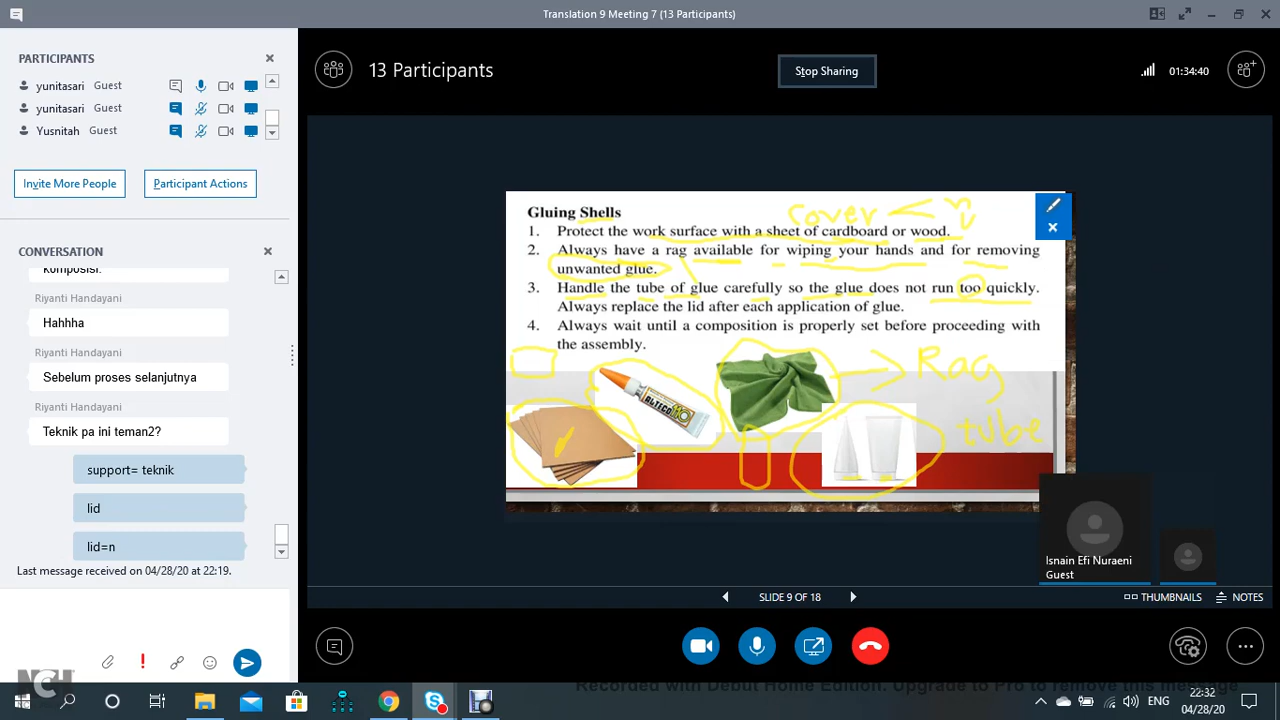 Translation 9 Meeting 7 (13 Participants)
PARTICIPANTS
yunitasari Guest
yunitasari Guest
Yusnitah Guest
Invite More People
Participant Actions
CONVERSATION
komposisi.
Riyanti Handayani
Hahhha
Riyanti Handayani
Sebelum proses selanjutnya
Riyanti Handayani
Teknik pa ini teman2?
support= teknik
lid
lid=n
Last message received on 04/28/20 at 22:19.
13 Participants
Stop Sharing
01:34:40
Gluing Shells
cover <
1. Protect the work surface with a sheet of cardboard or wood.
2. Always have a rag available for wiping your hands and for removing
unwanted glue.
3. Handle the tube of glue carefully so the glue does not run too quickly.
Always replace the lid after each application of glue.
4. Always wait until a composition is properly set before proceeding with
the assembly.
Rag
ALTECO
110
tube
Isnain Efi Nuraeni
Guest
SLIDE 9 OF 18
THUMBNAILS
NOTES
NCH
Recorded with Debut Home Edition. Upgrade to Pro to remove this message
ENG
22:32
04/28/20